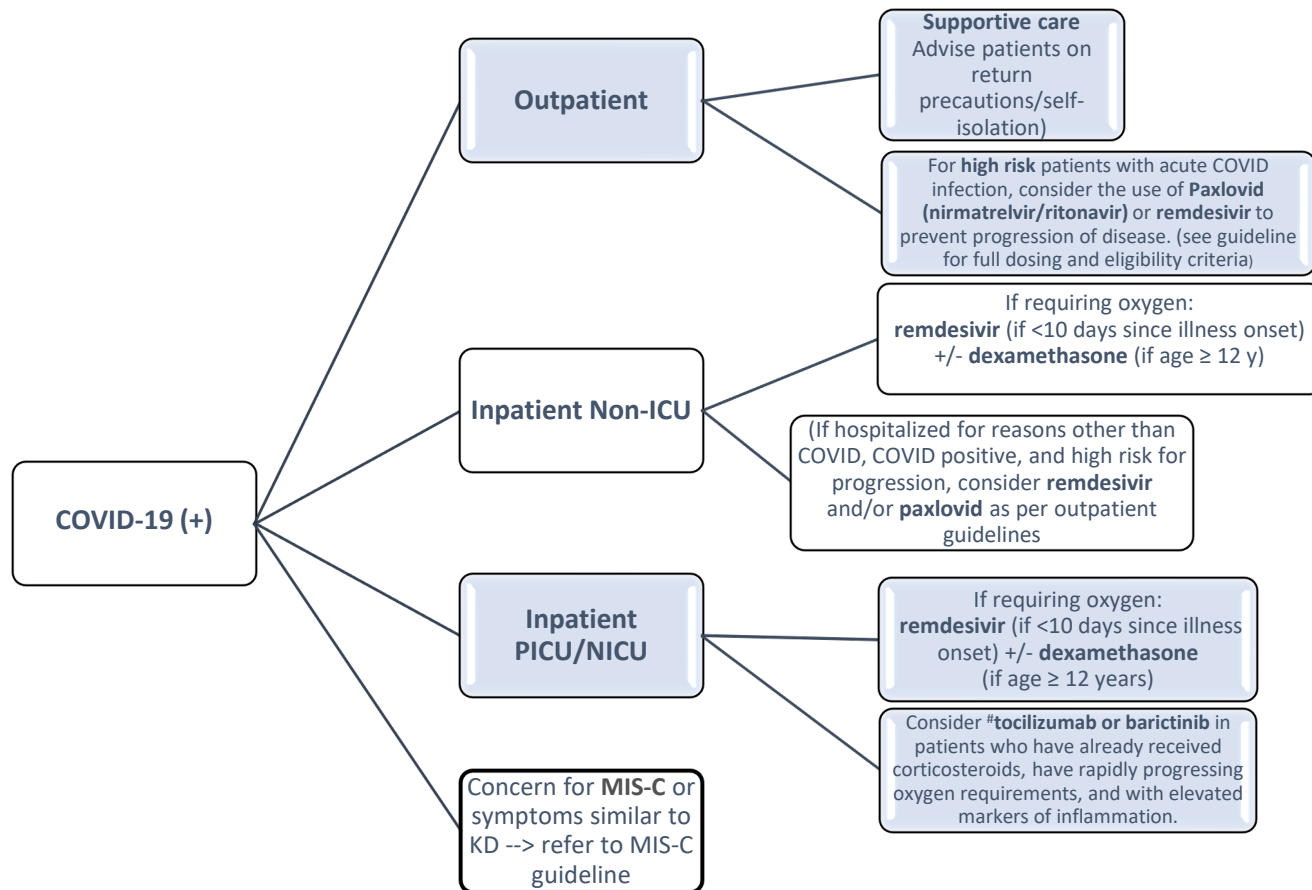 Supportive care
Advise patients on
return
precautions/self-
isolation)
Outpatient
For high risk patients with acute COVID
infection, consider the use of Paxlovid
(nirmatrelvir/ritonavir) or remdesivir to
prevent progression of disease. (see guideline
for full dosing and eligibility criteria)
If requiring oxygen:
remdesivir (if <10 days since illness onset)
+/- dexamethasone (if age ≥ 12 y)
Inpatient Non-ICU
(If hospitalized for reasons other than
COVID, COVID positive, and high risk for
progression, consider remdesivir
and/or paxlovid as per outpatient
guidelines
COVID-19 (+)
If requiring oxygen:
remdesivir (if <10 days since illness
onset) +/- dexamethasone
(if age ≥ 12 years)
Inpatient
PICU/NICU
Consider #tocilizumab or barictinib in
patients who have already received
corticosteroids, have rapidly progressing
oxygen requirements, and with elevated
markers of inflammation.
Concern for MIS-C or
symptoms similar to
KD --> refer to MIS-C
guideline